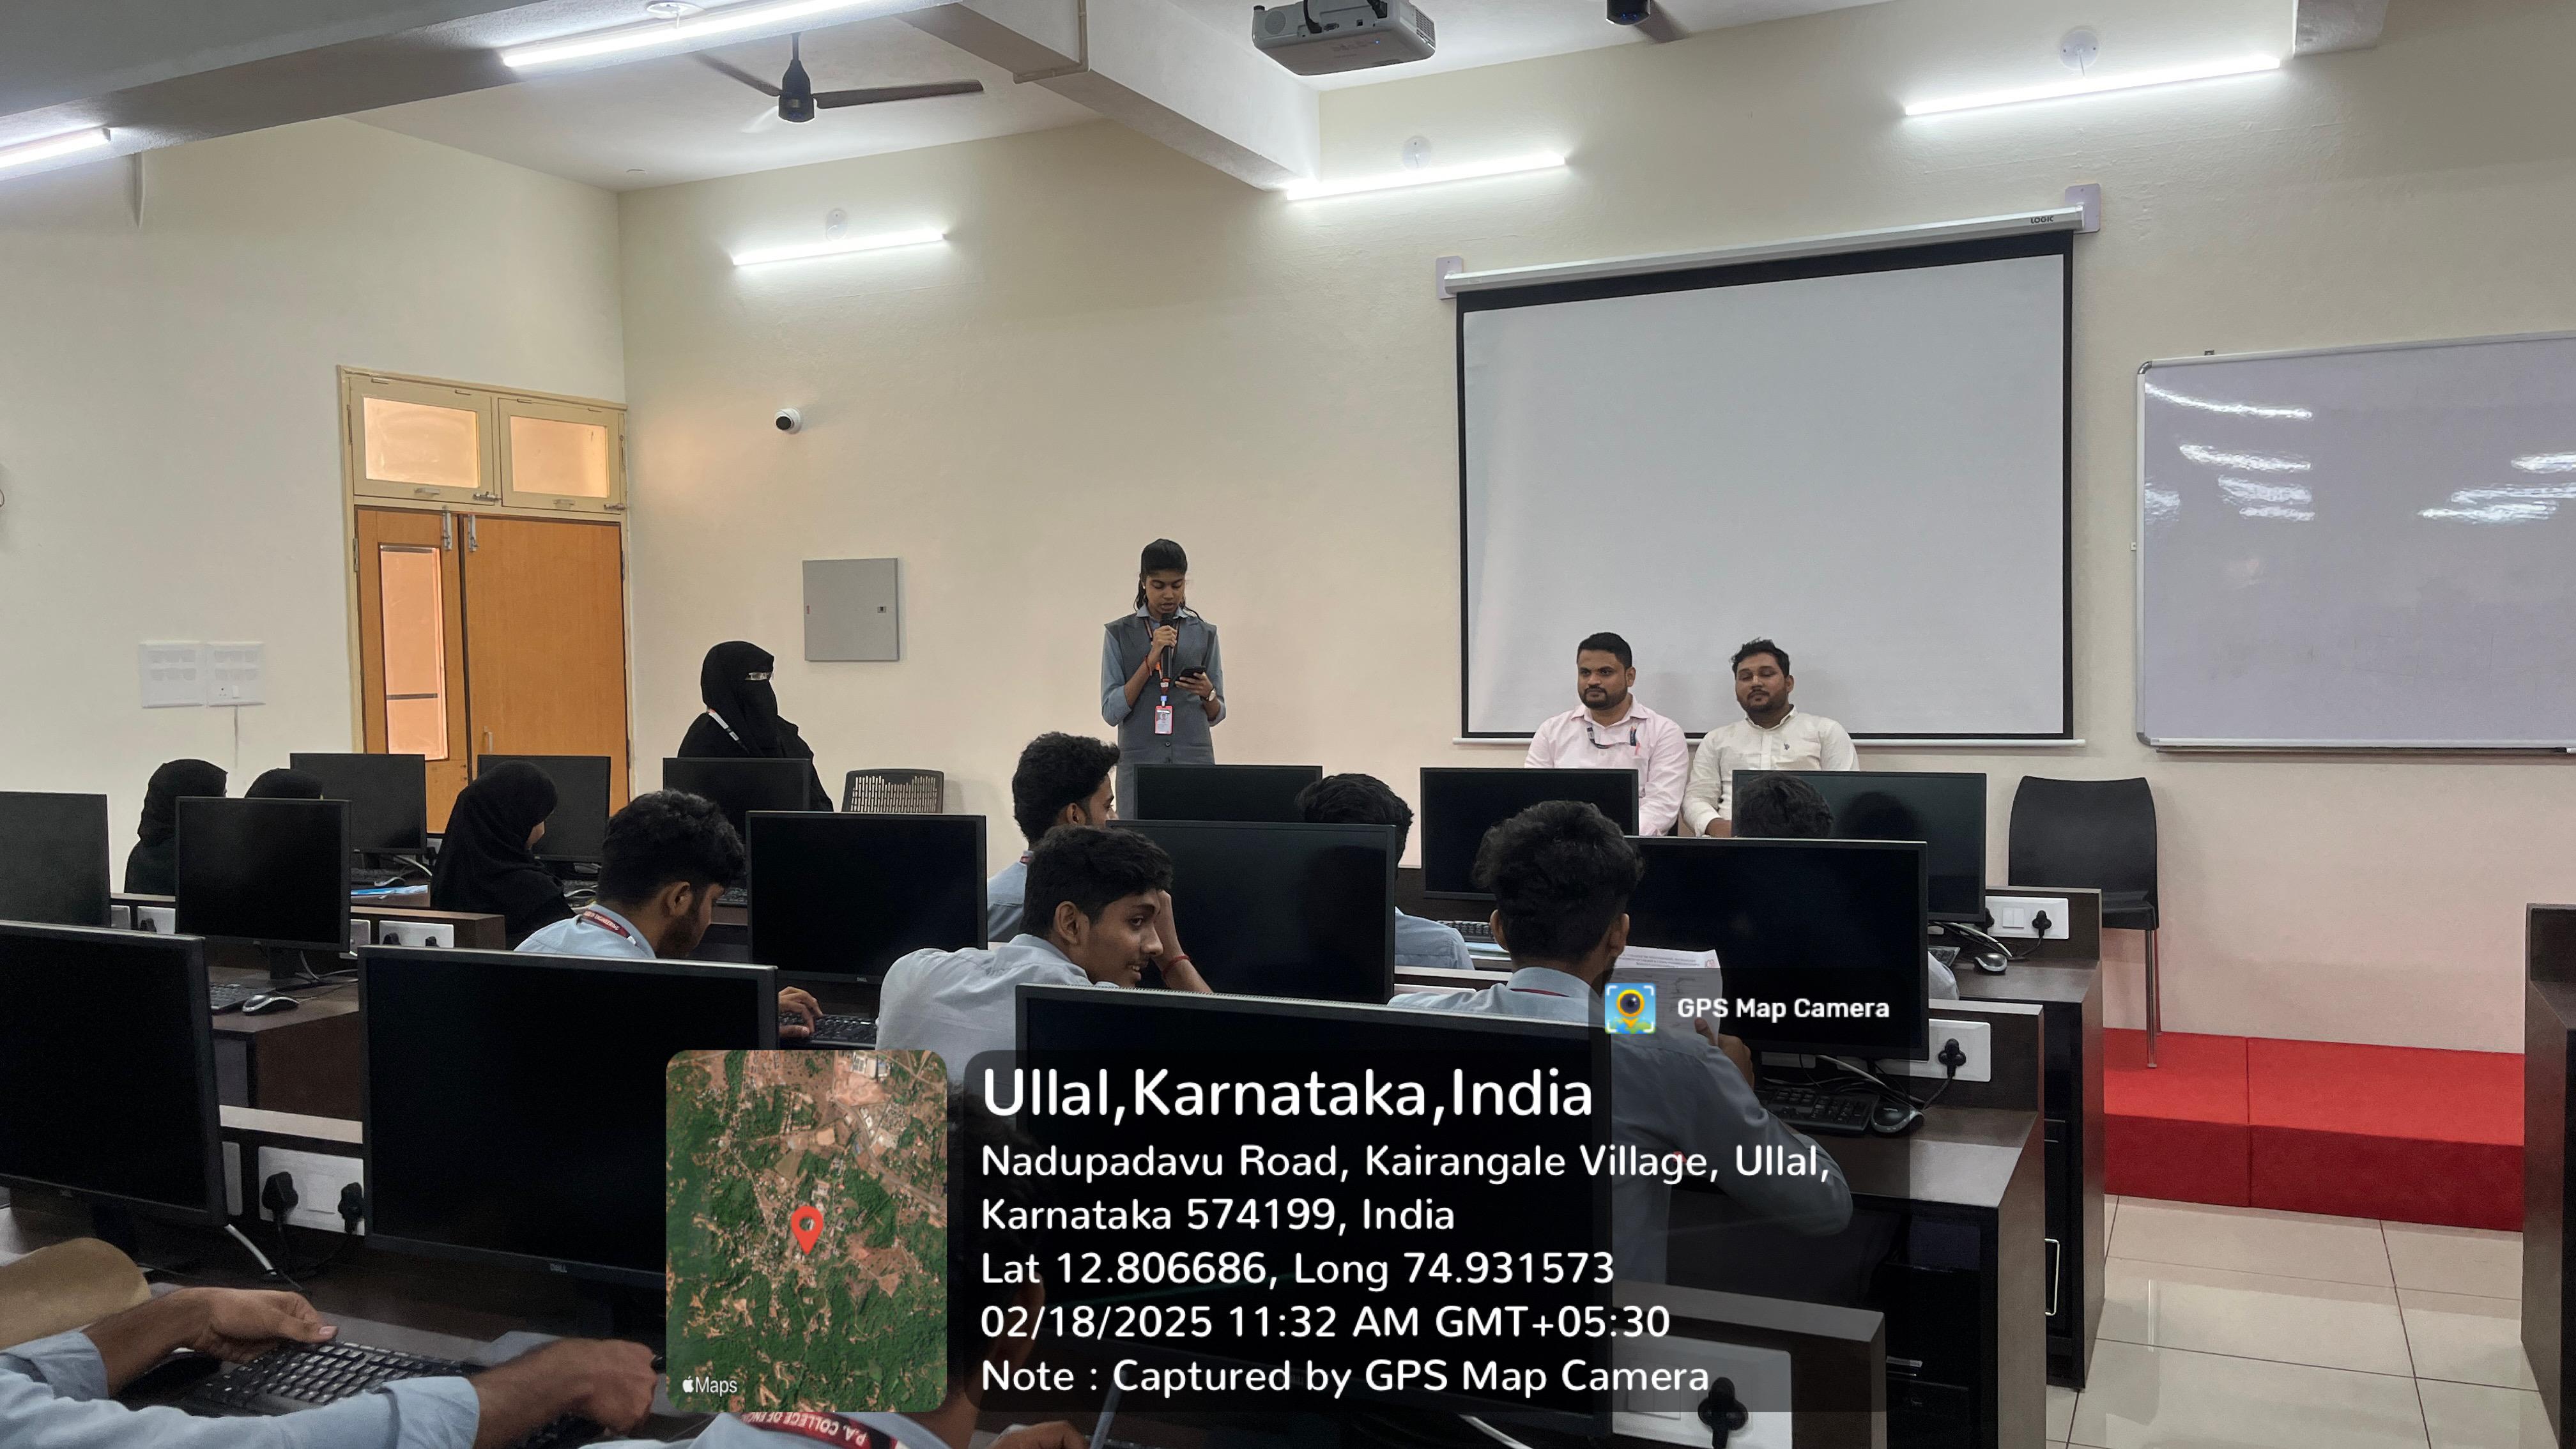 LOGIC
GPS Map Camera
Ullal,Karnataka,India
Nadupadavu Road, Kairangale Village, Ullal,
Karnataka 574199, India
Lat 12.806686, Long 74.931573
02/18/2025 11:32 AM GMT+05:30
Note : Captured by GPS Map Camera
Maps
DELL
P.A. COLLEGE OF